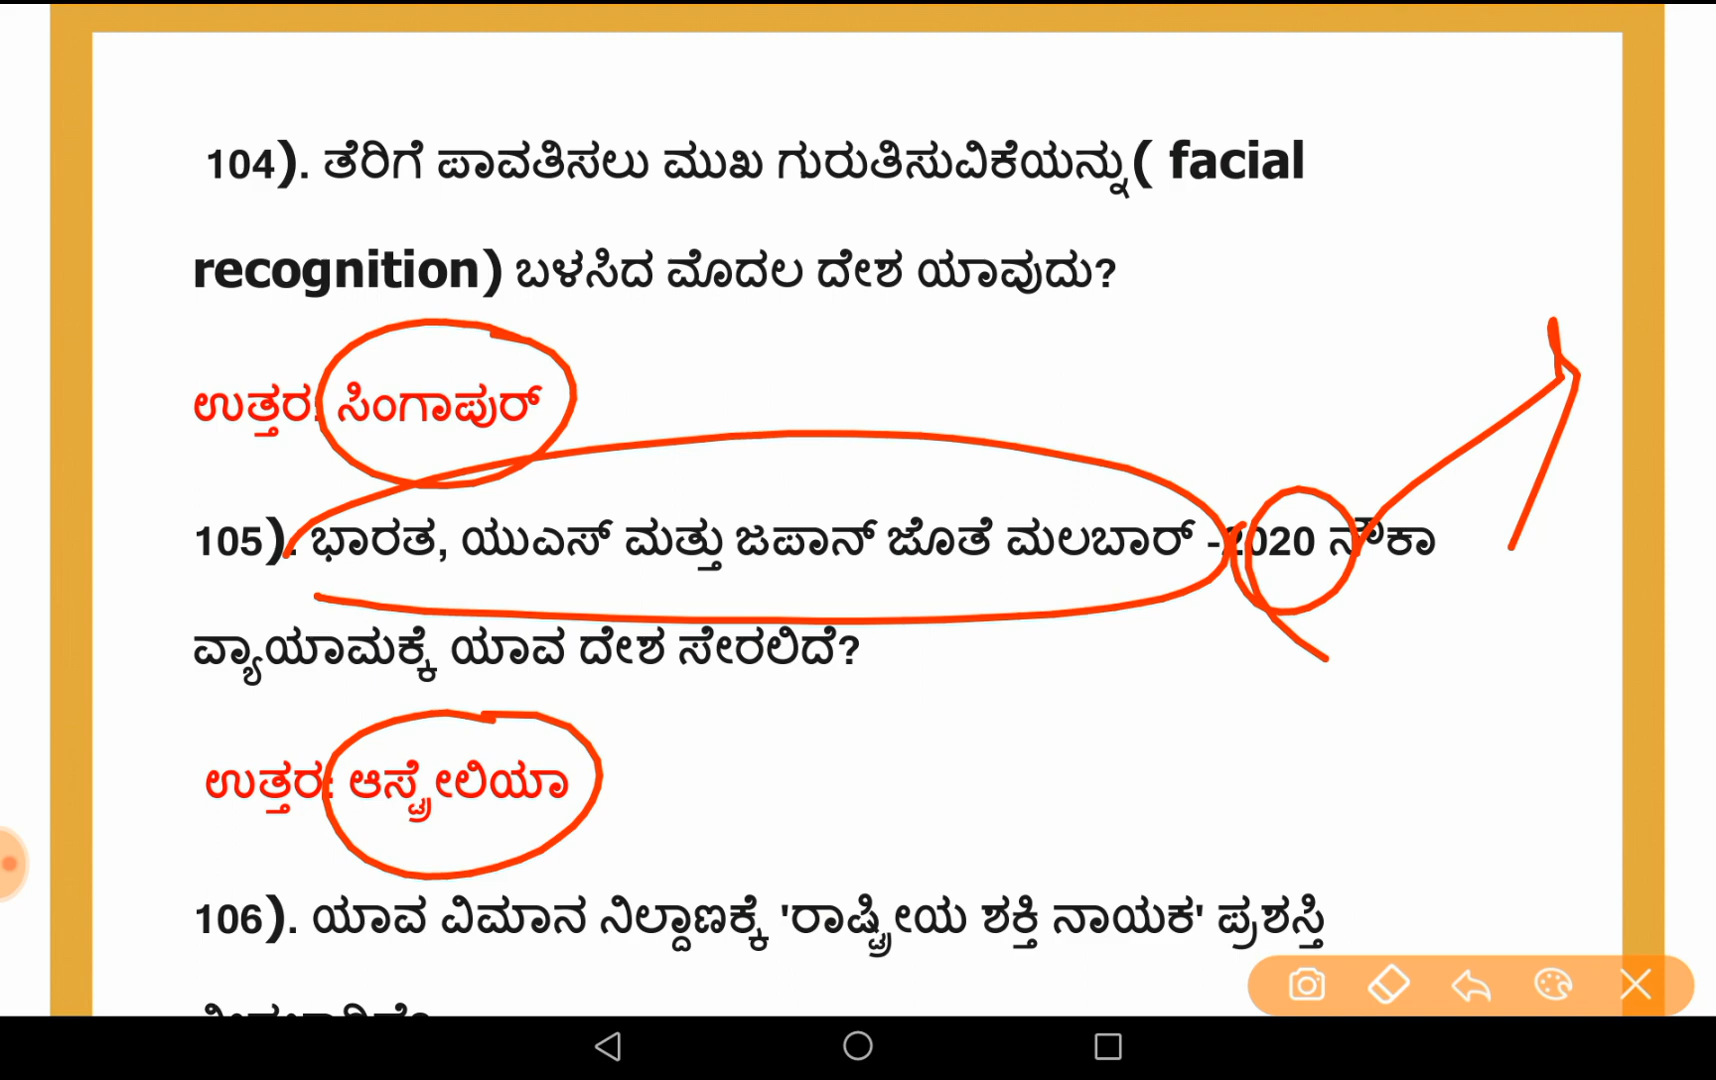 104). ತೆರಿಗೆ ಪಾವತಿಸಲು ಮುಖ ಗುರುತಿಸುವಿಕೆಯನ್ನು( facial
recognition) ಬಳಸಿದ ಮೊದಲ ದೇಶ ಯಾವುದು?
ಉತ್ತರ: ಸಿಂಗಾಪುರ್
105). ಭಾರತ, ಯುಎಸ್ ಮತ್ತು ಜಪಾನ್ ಜೊತೆ ಮಲಬಾರ್ -2020 ನೌಕಾ
ವ್ಯಾಯಾಮಕ್ಕೆ ಯಾವ ದೇಶ ಸೇರಲಿದೆ?
ಉತ್ತರ: ಆಸ್ಟ್ರೇಲಿಯಾ
106). ಯಾವ ವಿಮಾನ ನಿಲ್ದಾಣಕ್ಕೆ 'ರಾಷ್ಟ್ರೀಯ ಶಕ್ತಿ ನಾಯಕ' ಪ್ರಶಸ್ತಿ